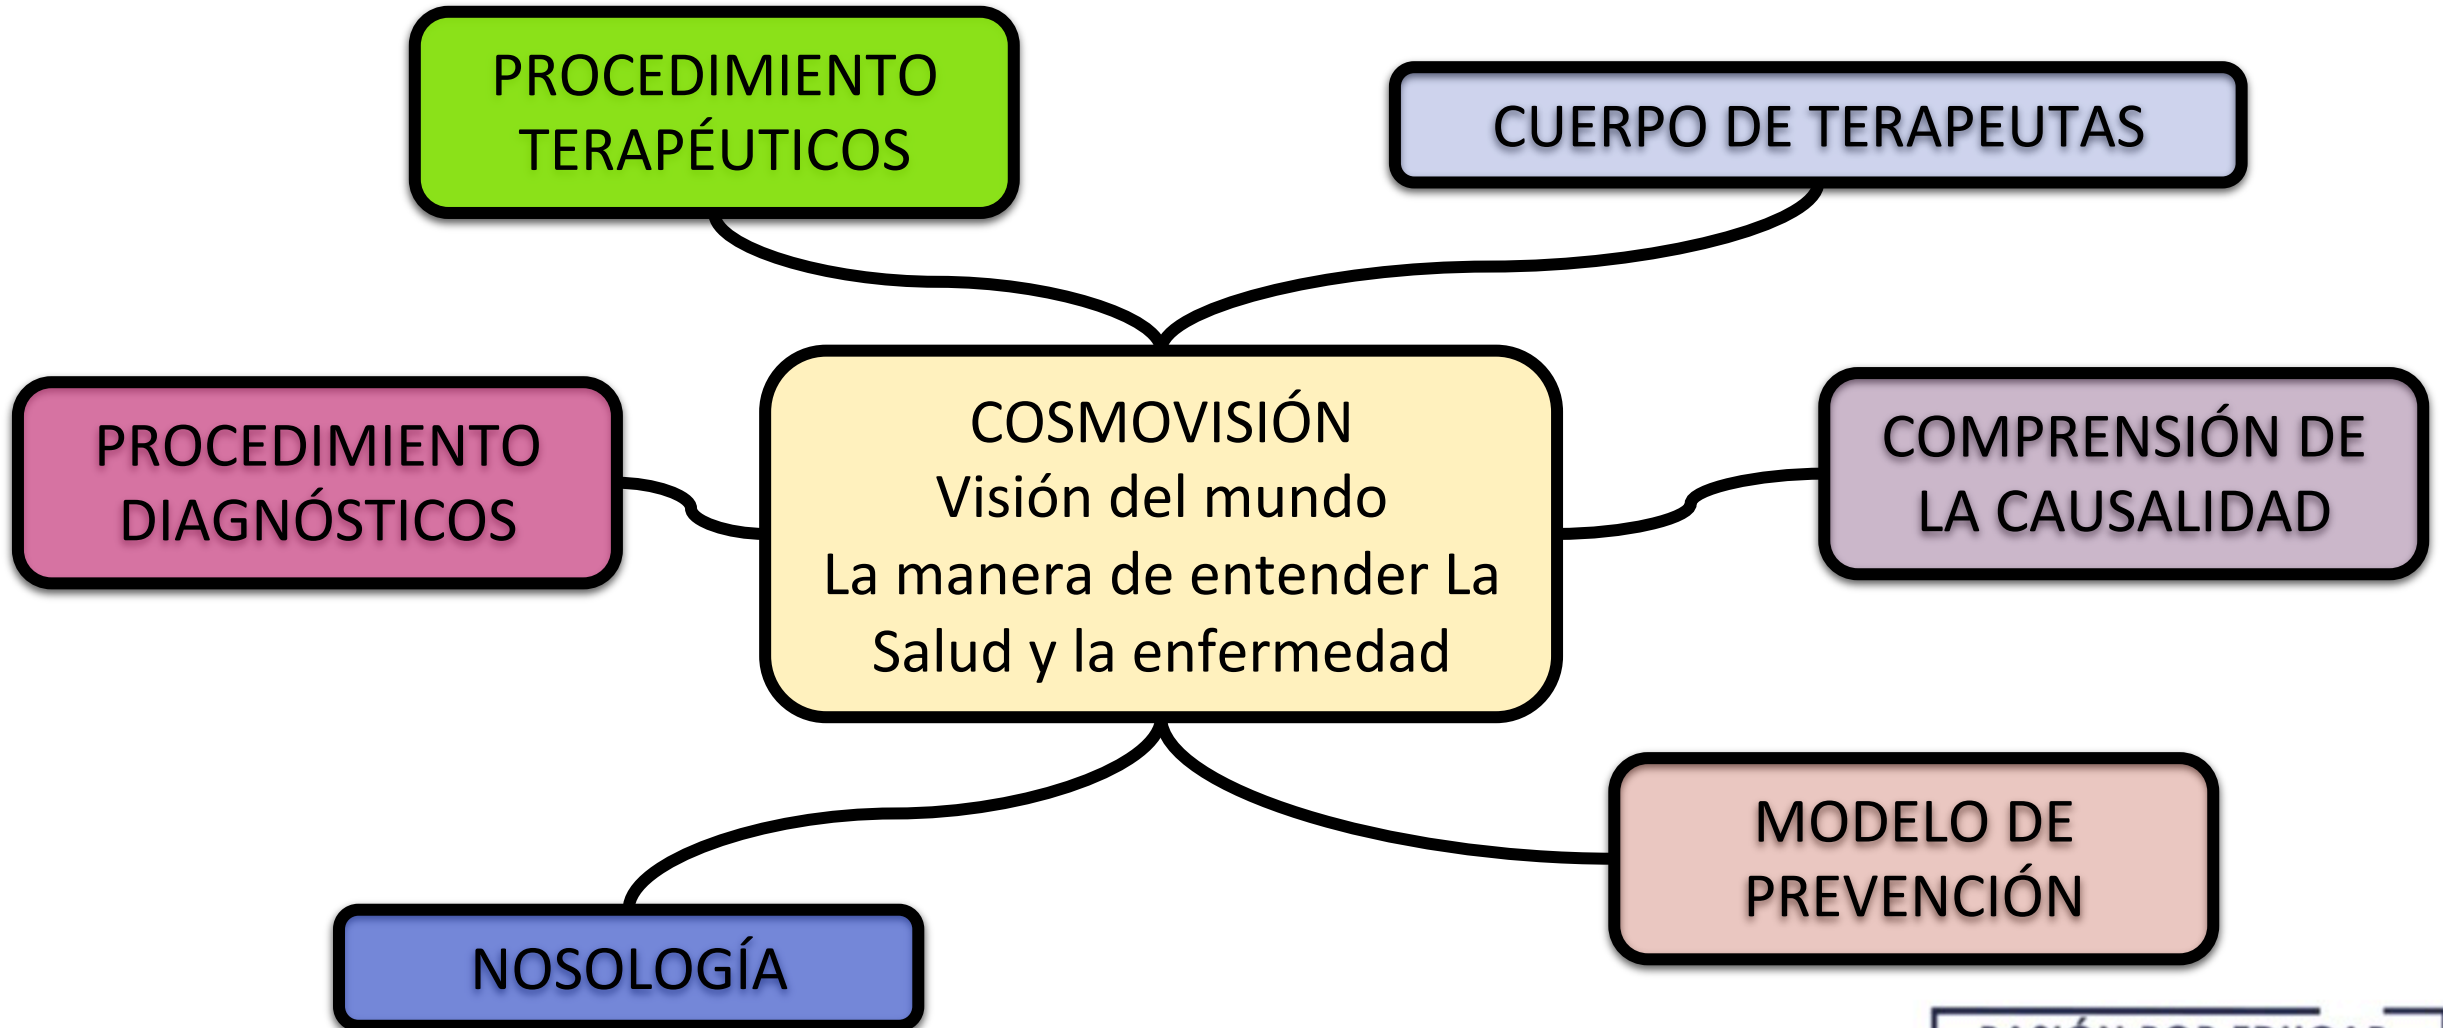 PROCEDIMIENTO
TERAPÉUTICOS
CUERPO DE TERAPEUTAS
PROCEDIMIENTO
DIAGNÓSTICOS
COSMOVISIÓN
Visión del mundo
La manera de entender La
Salud y la enfermedad
COMPRENSIÓN DE
LA CAUSALIDAD
MODELO DE
PREVENCIÓN
NOSOLOGÍA